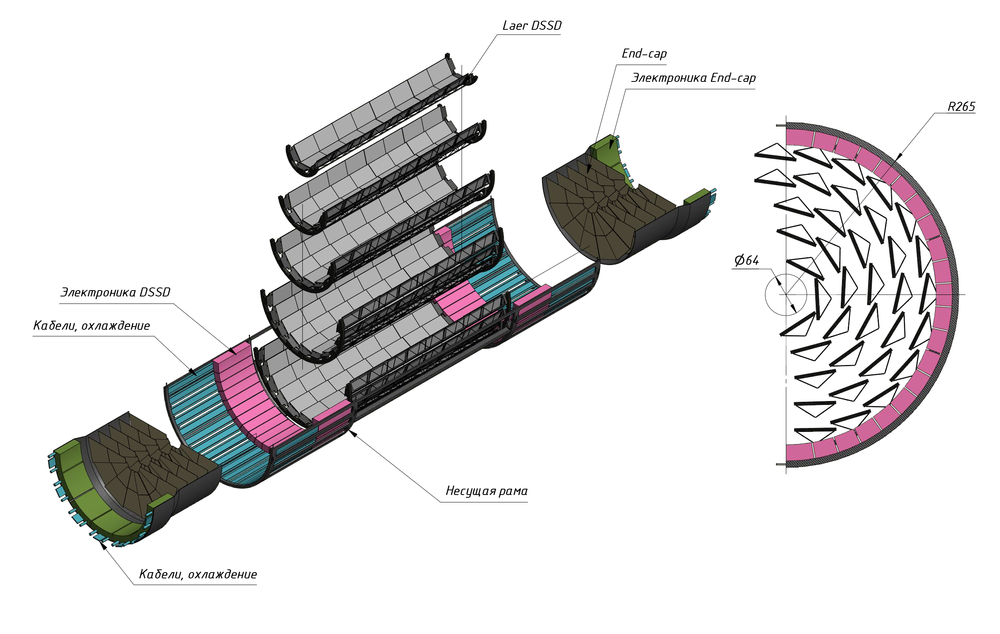 Laer DSSD
End-cap
Электроника End-cap
R265
Ø64
Электроника DSSD
Кабели, охлаждение
Несущая рама
Кабели, охлаждение